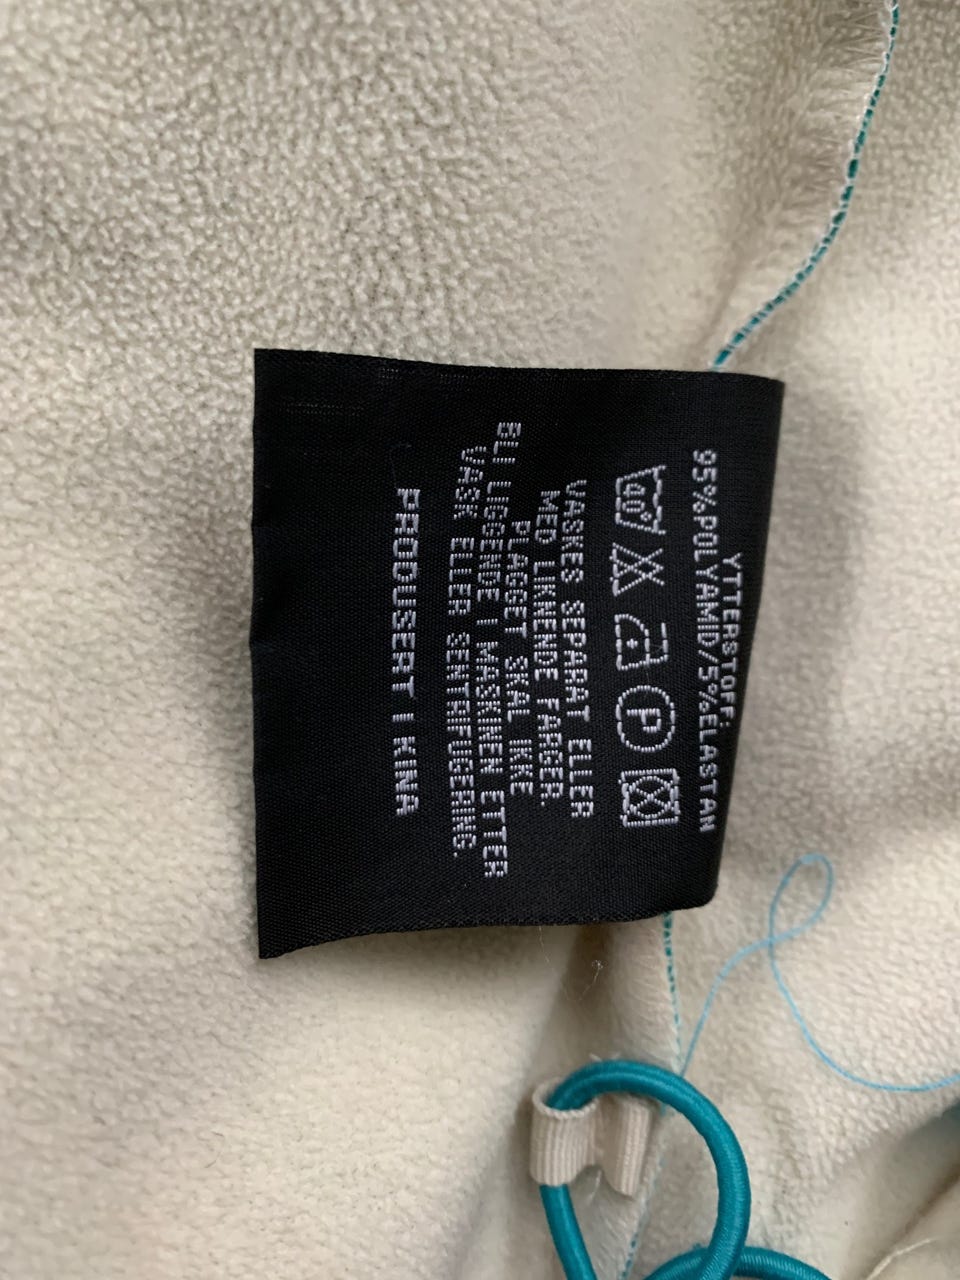 YTTERSTOFF:
95%POLYAMID/5%ELASTAN
40° P
VASKES SEPARAT ELLER
MED LIKNENDE FARGER.
PLAGGET SKAL IKKE
BLI LIGGENDE I MASKINEN ETTER
VASK ELLER SENTRIFUGERING.
PRODUSERT I KINA